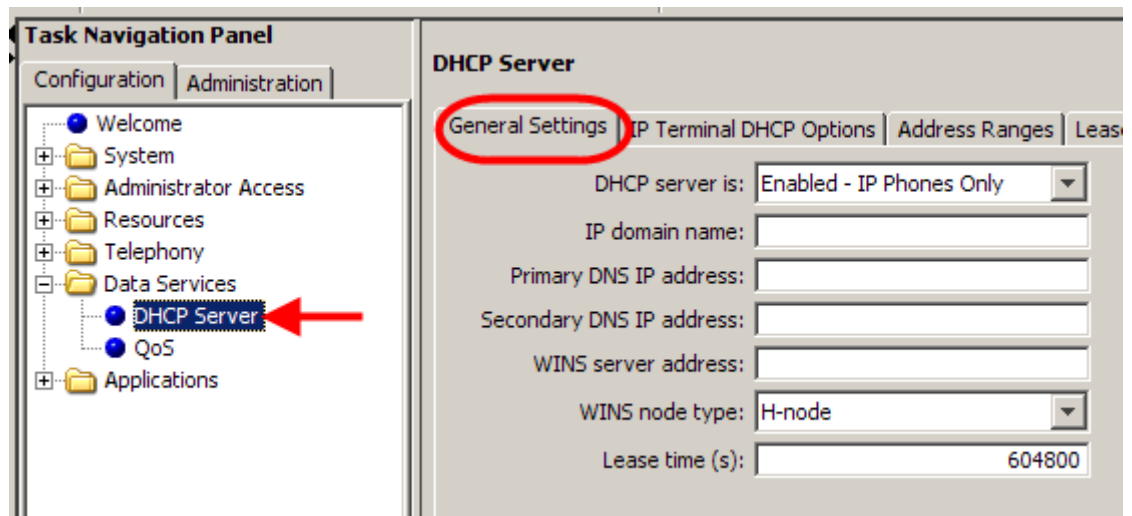 Task Navigation Panel
Configuration Administration
Welcome
System
Administrator Access
Resources
Telephony
Data Services
DHCP Server
QoS
Applications
DHCP Server
General Settings IP Terminal DHCP Options Address Ranges Lease
DHCP server is: Enabled - IP Phones Only
IP domain name:
Primary DNS IP address:
Secondary DNS IP address:
WINS server address:
WINS node type: H-node
Lease time (s): 604800